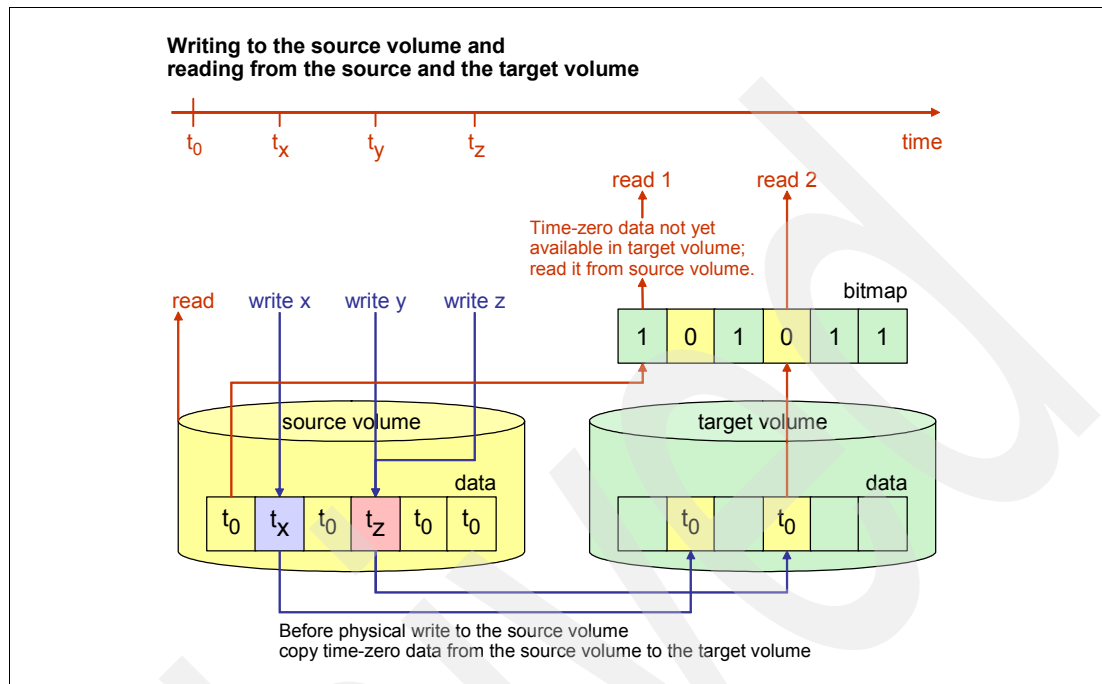 Writing to the source volume and
reading from the source and the target volume
t0 tx ty tz time
read 1 read 2
Time-zero data not yet
available in target volume;
read it from source volume.
bitmap
read write x write y write z
1 0 1 0 1 1
source volume target volume
data data
t0 tx t0 tz t0 t0 t0 t0
Before physical write to the source volume
copy time-zero data from the source volume to the target volume